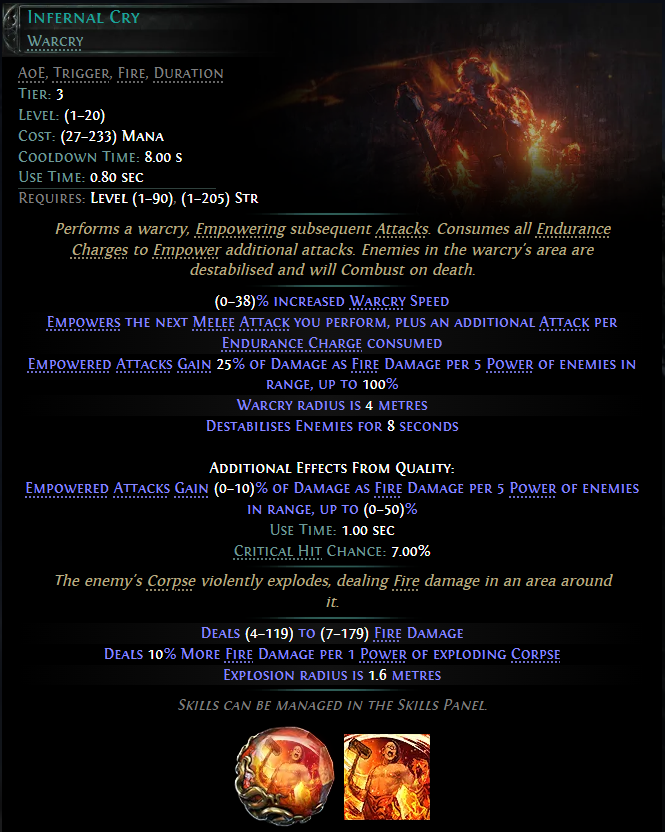 Infernal Cry
Warcry
AoE, Trigger, Fire, Duration
Tier: 3
Level: (1–20)
Cost: (27–233) Mana
Cooldown Time: 8.00 s
Use Time: 0.80 sec
Requires: Level (1–90), (1–205) Str
Performs a warcry, Empowering subsequent Attacks. Consumes all Endurance
Charges to Empower additional attacks. Enemies in the warcry's area are
destabilised and will Combust on death.
(0–38)% increased Warcry Speed
Empowers the next Melee Attack you perform, plus an additional Attack per
Endurance Charge consumed
Empowered Attacks Gain 25% of Damage as Fire Damage per 5 Power of enemies in
range, up to 100%
Warcry radius is 4 metres
Destabilises Enemies for 8 seconds
Additional Effects From Quality:
Empowered Attacks Gain (0–10)% of Damage as Fire Damage per 5 Power of enemies
in range, up to (0–50)%
Use Time: 1.00 sec
Critical Hit Chance: 7.00%
The enemy's Corpse violently explodes, dealing Fire damage in an area around
it.
Deals (4–119) to (7–179) Fire Damage
Deals 10% More Fire Damage per 1 Power of exploding Corpse
Explosion radius is 1.6 metres
Skills can be managed in the Skills Panel.